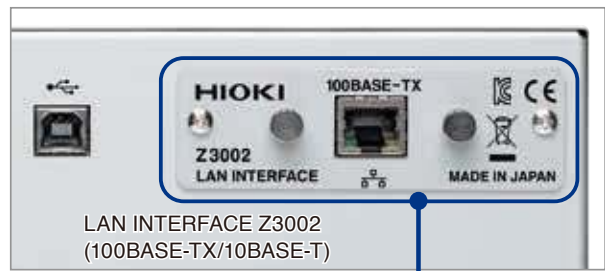 HIOKI
100BASE-TX
CE
Z3002
LAN INTERFACE
MADE IN JAPAN
LAN INTERFACE Z3002
(100BASE-TX/10BASE-T)